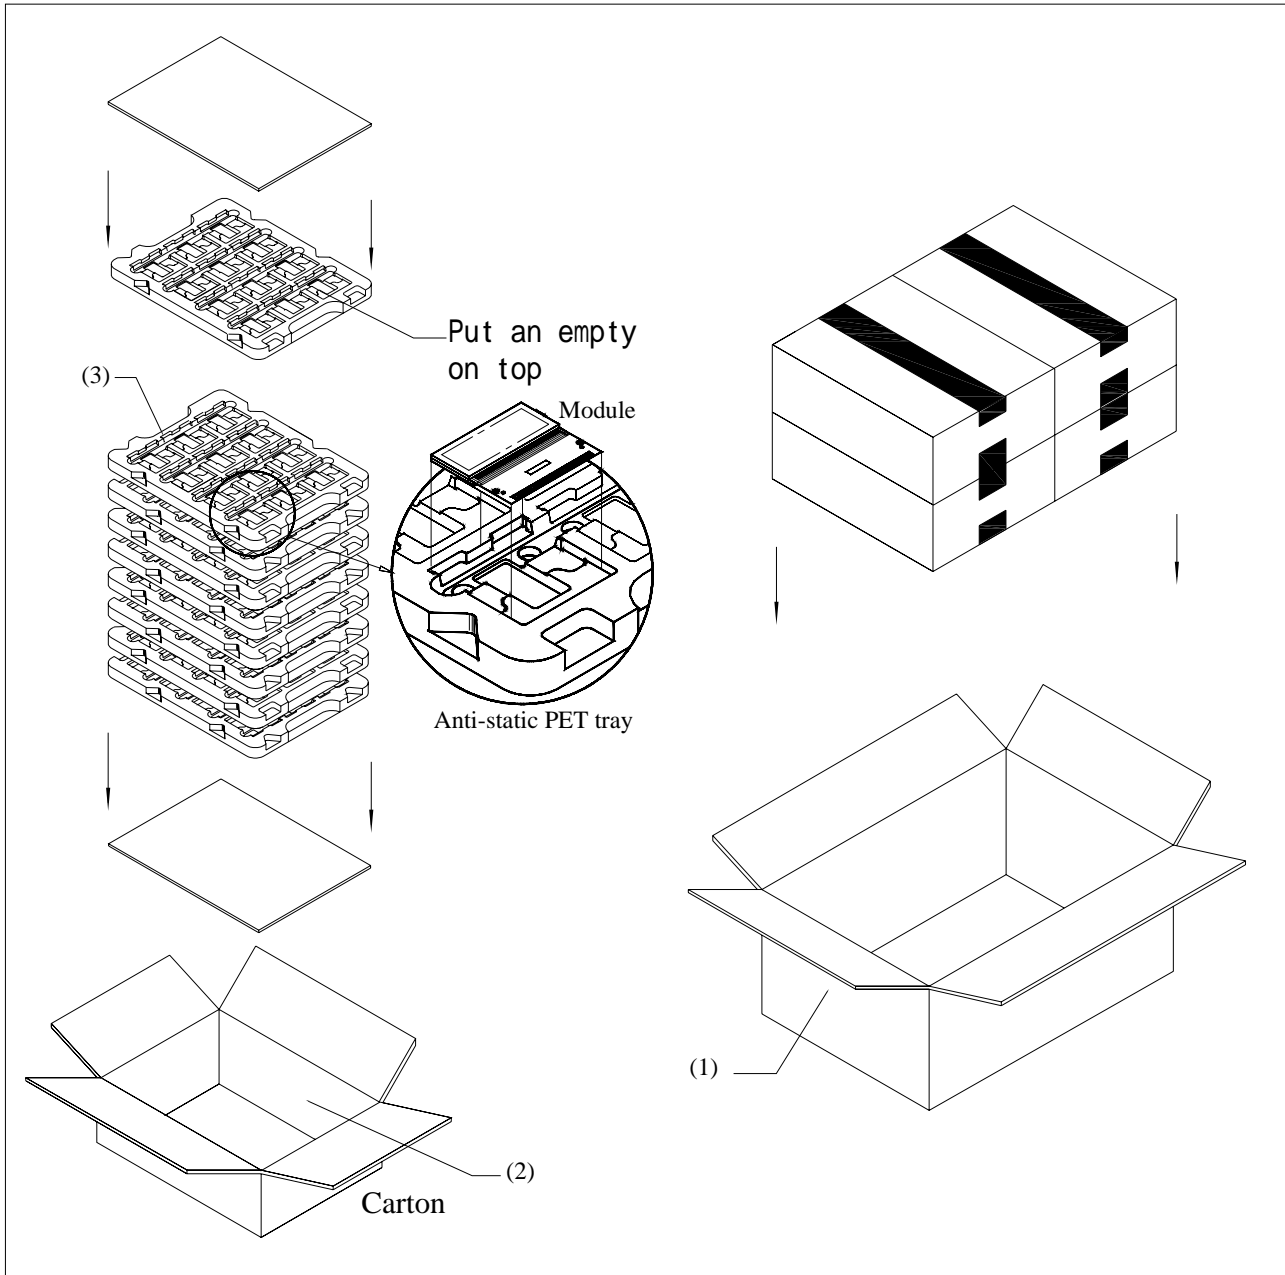 Put an empty
on top
(3)
Module
Anti-static PET tray
(1)
(2)
Carton